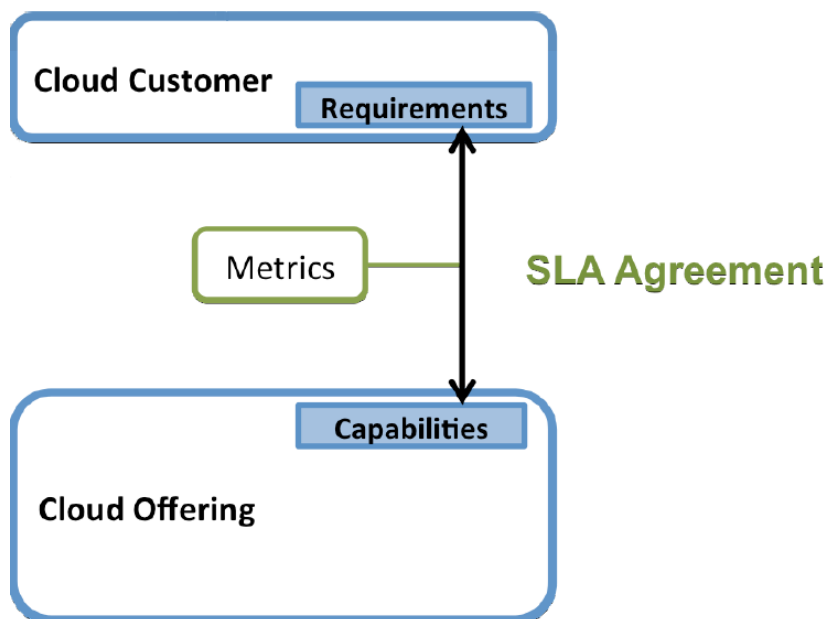 Cloud Customer
Requirements
Metrics
SLA Agreement
Capabilities
Cloud Offering